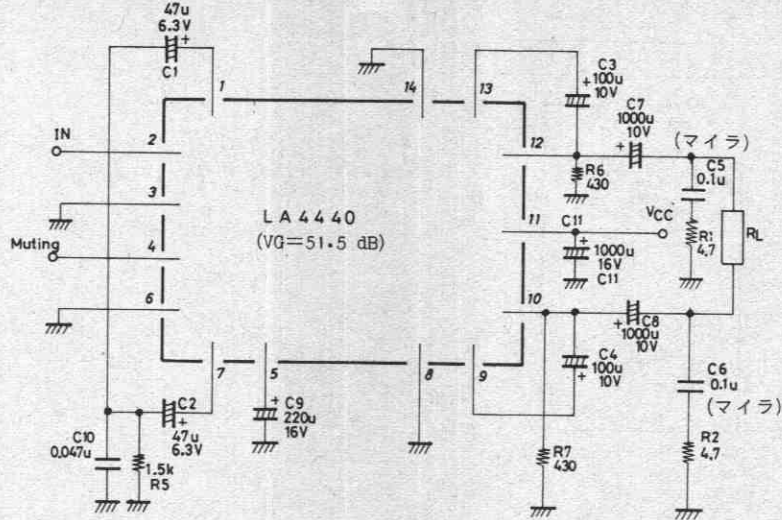 47u
6.3V
+
C1
1
14
13
+ C3
100u
10V
C7
1000u
10V
+
(マイラ)
IN
2
12
R6
430
C5
0.1u
3
LA4440
(VG=51.5 dB)
11
C11
VCC
R1
4.7
RL
Muting
4
+
1000u
16V
C11
6
10
C8
+ 1000u
10V
7
5
8
9
C4
100u
10V
+
C6
0.1u
(マイラ)
C2
+
47u
6.3V
+ C9
220u
16V
C10
0.047u
1.5k
R5
R7
430
R2
4.7